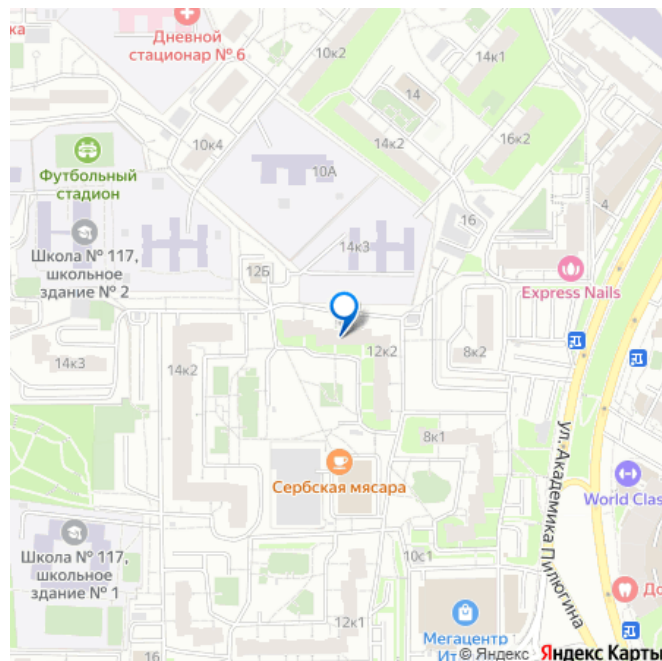 ка
Дневной
стационар № 6
10к2
14к1
14
10к4
14к2
16к2
Футбольный
стадион
10А
4
16
Школа № 117,
школьное
здание № 2
14к3
12Б
Express Nails
14к3
14к2
12к2
8к2
8к1
ул. Академика Пилюгина
Сербская мясара
World Clas
Школа № 117,
школьное
здание № 1
10с1
До
12к1
Мегацентр
Ит
16
© Яндекс Яндекс Карты